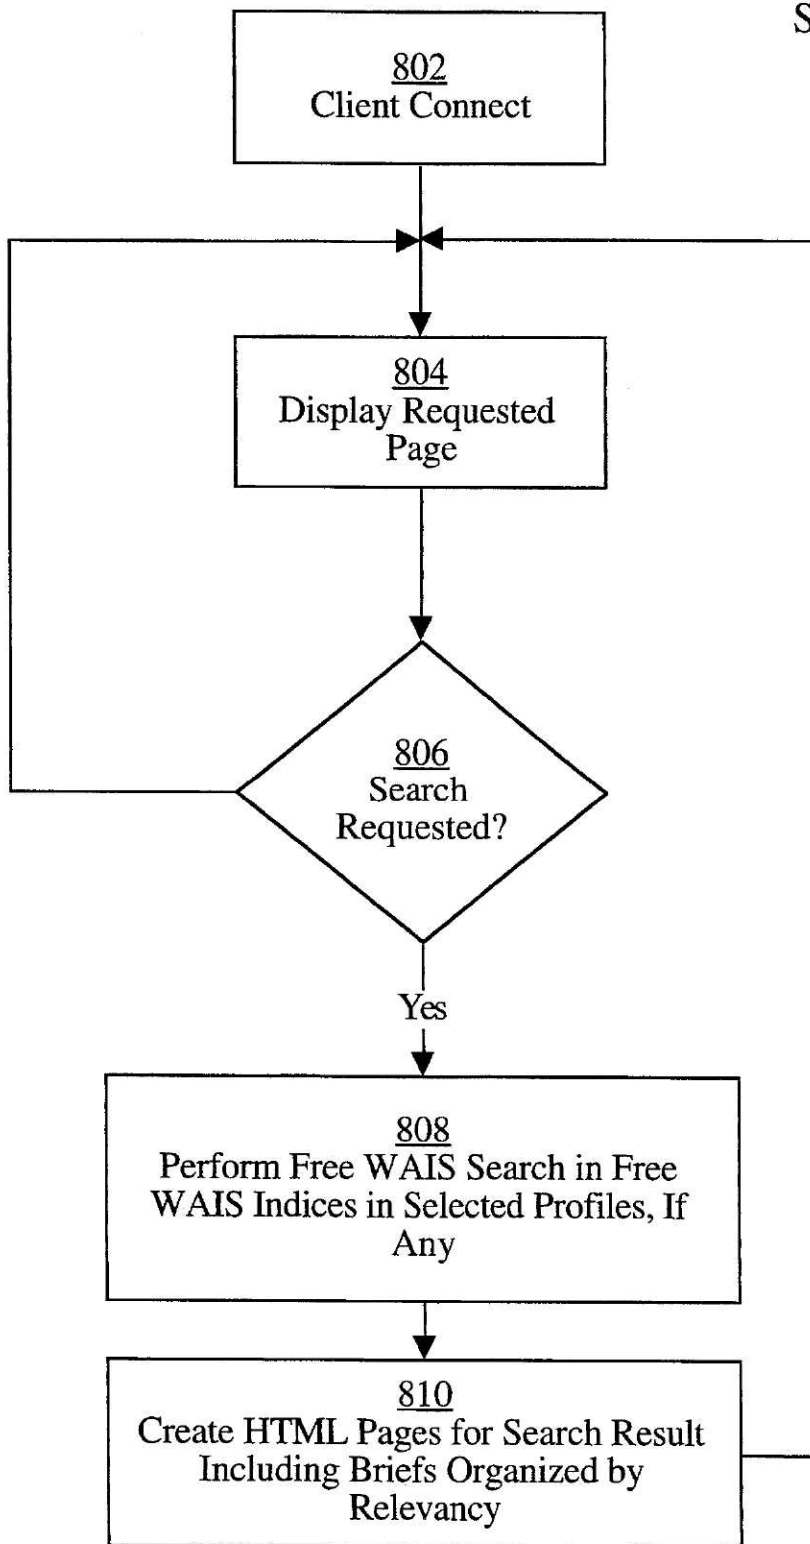 S
802
Client Connect
804
Display Requested
Page
806
Search
Requested?
Yes
808
Perform Free WAIS Search in Free
WAIS Indices in Selected Profiles, If
Any
810
Create HTML Pages for Search Result
Including Briefs Organized by
Relevancy